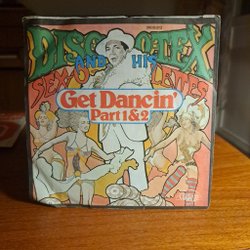 DISCO TEX
AND HIS
SEX-O-LETTES
Get Dancin'
Part 1 & 2